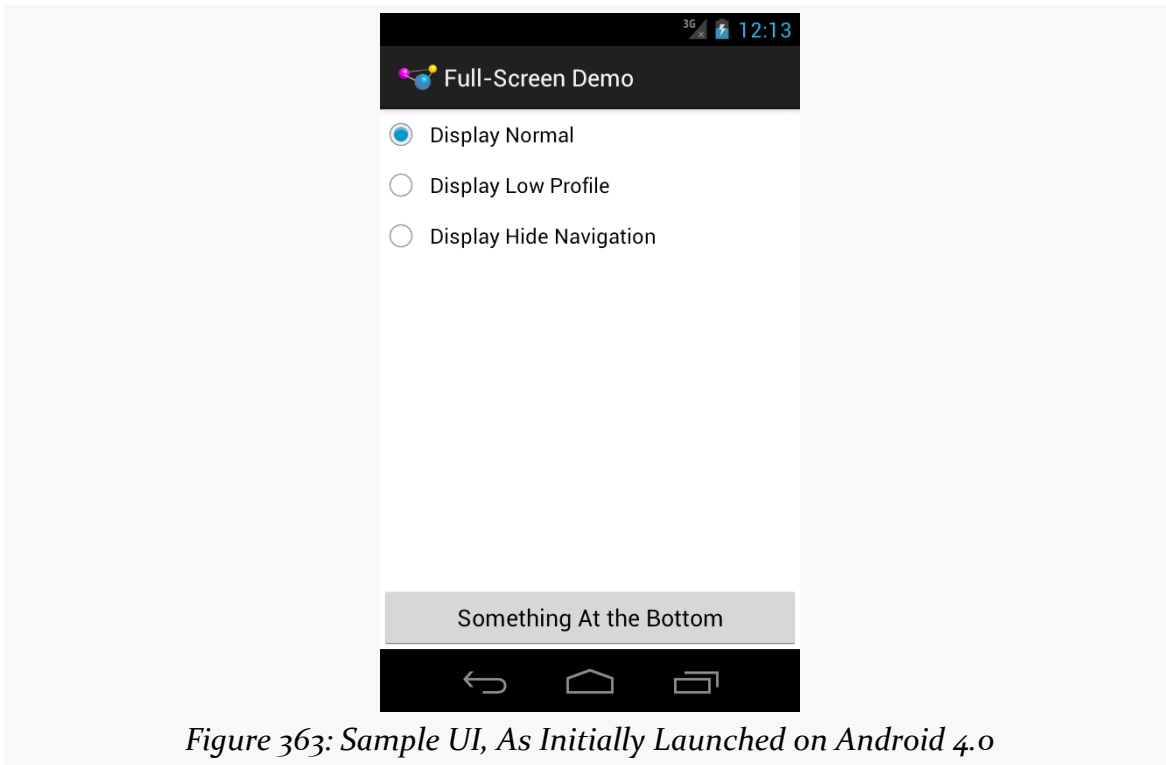 3G 12:13
Full-Screen Demo
Display Normal
Display Low Profile
Display Hide Navigation
Something At the Bottom
Figure 363: Sample UI, As Initially Launched on Android 4.0